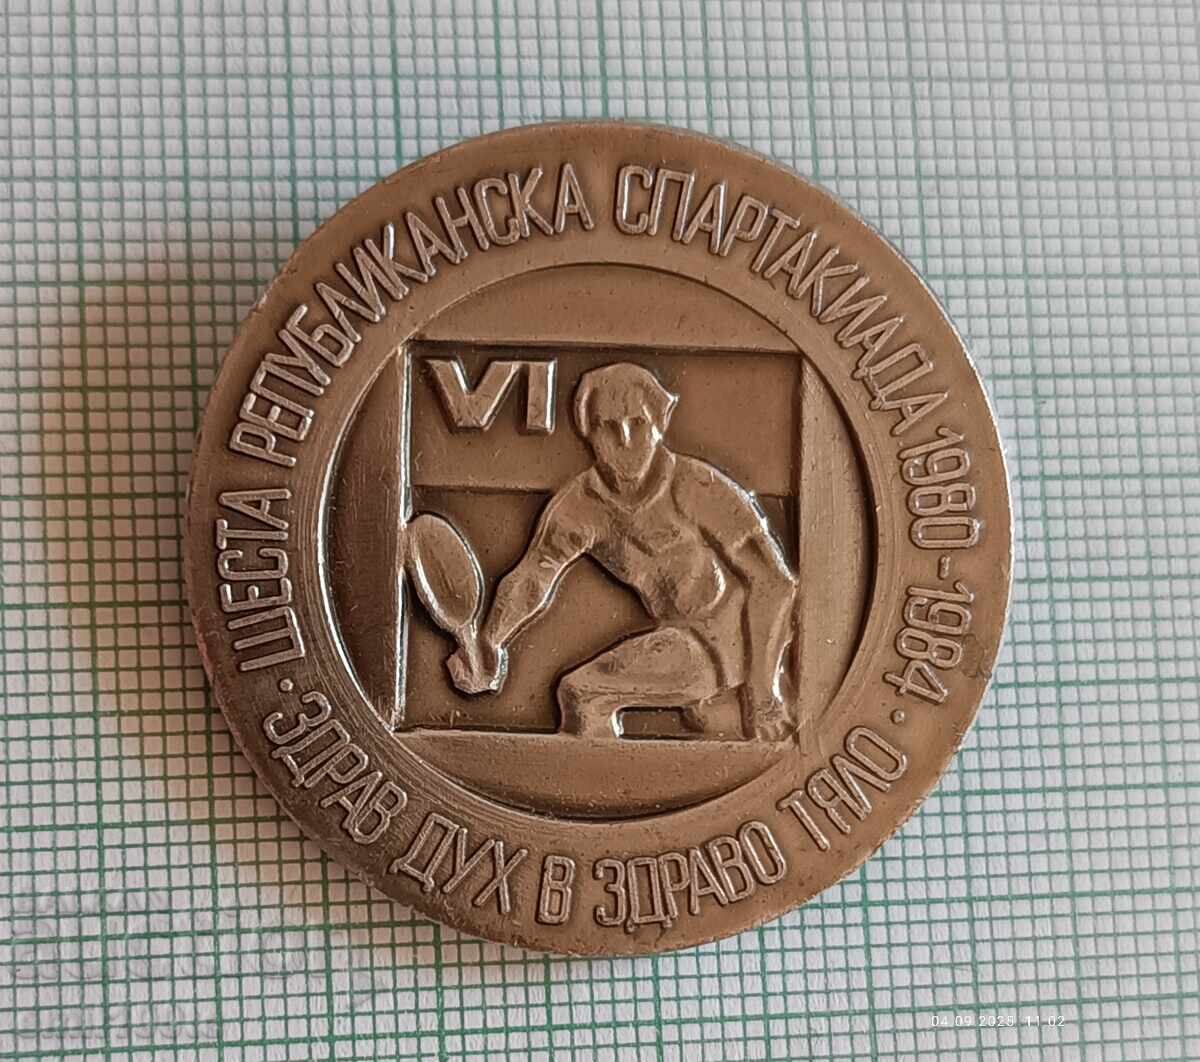 · ШЕСТА РЕПУБЛИКАНСКА СПАРТАКИАДА 1980-1984 ·
ЗДРАВ ДУХ В ЗДРАВО ТЯЛО
VI
04.09.2025 11:02